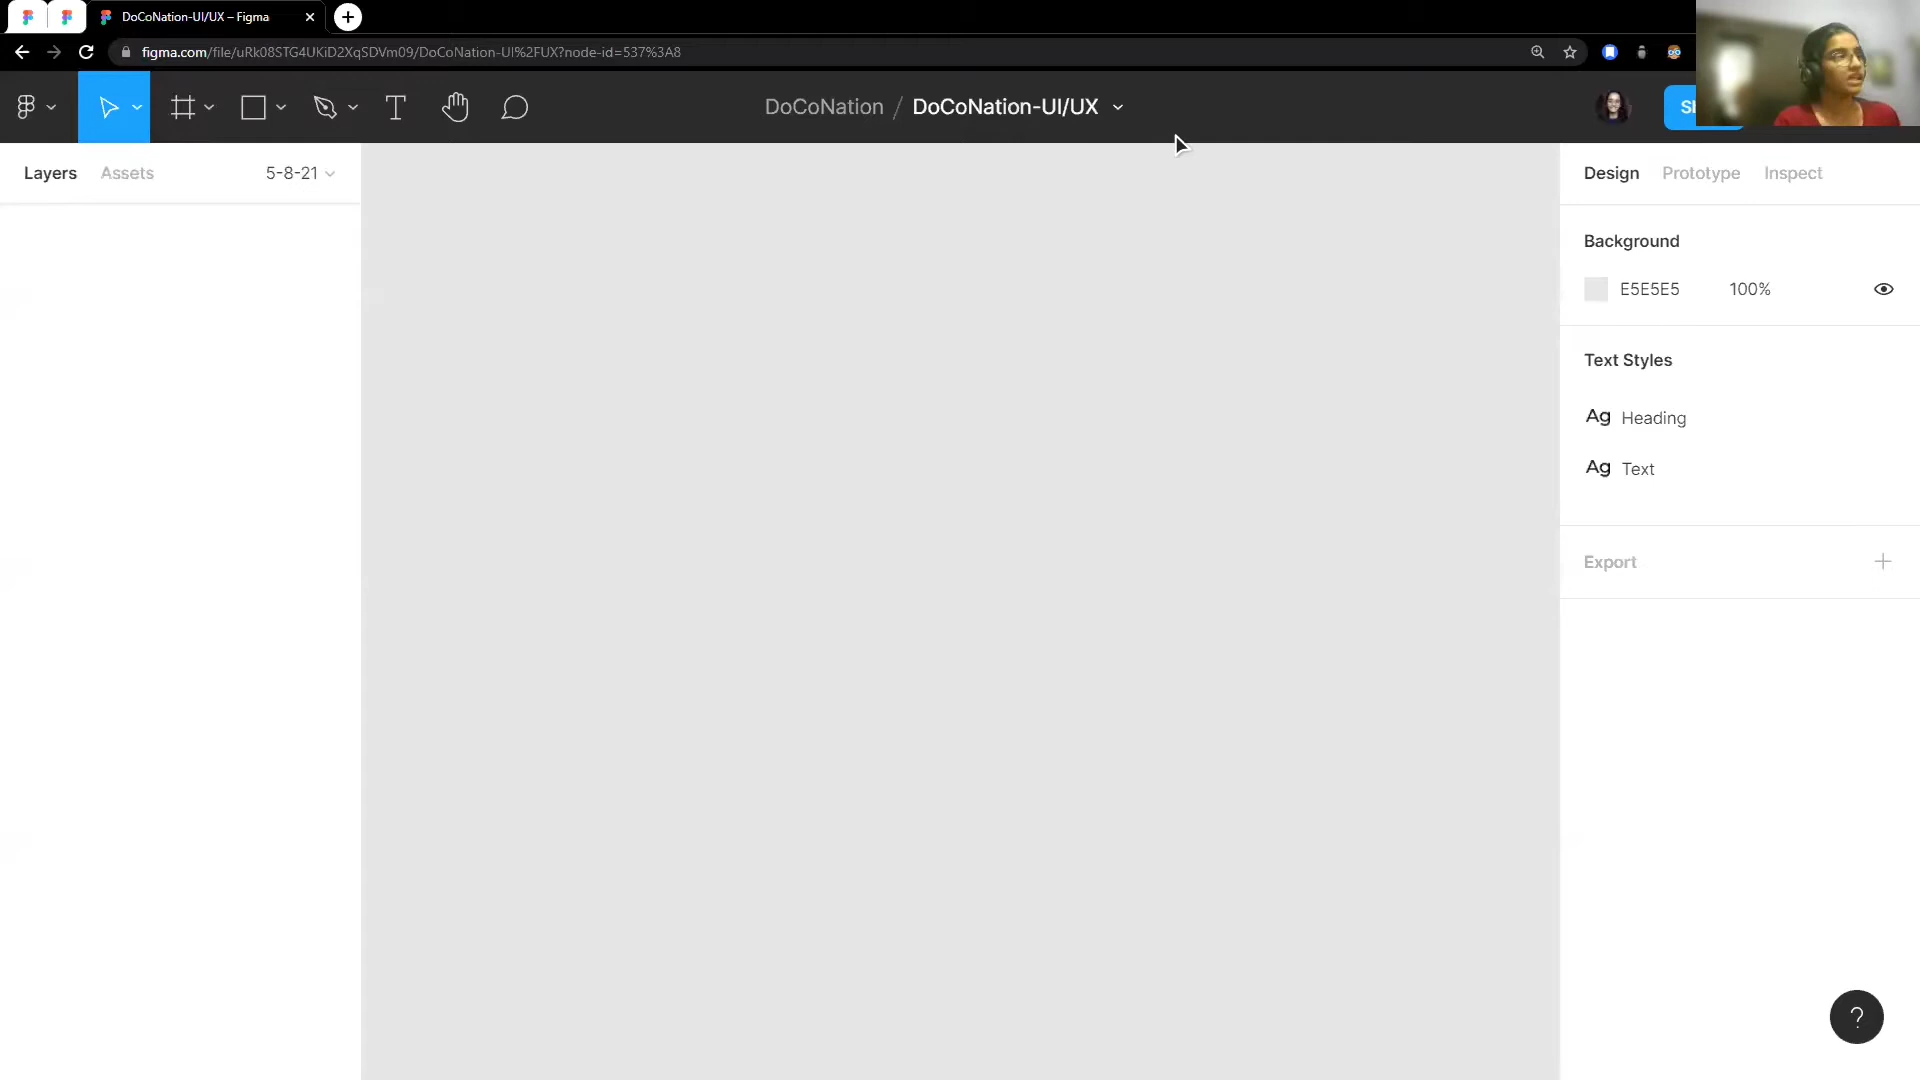 DoCoNation-UI/UX – Figma
figma.com/file/uRk08STG4UKiD2XqSDVm09/DoCoNation-UI%2FUX?node-id=537%3A8
DoCoNation / DoCoNation-UI/UX
Layers Assets 5-8-21
Design Prototype Inspect
Background
E5E5E5 100%
Text Styles
Ag Heading
Ag Text
Export
?